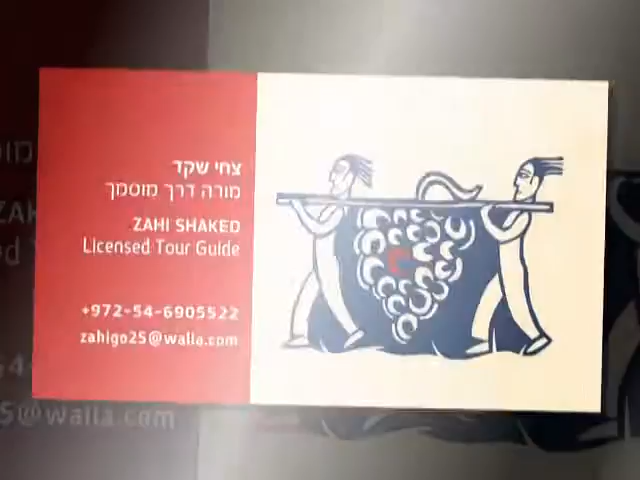 צחי שקד
מורה דרך מוסמך
ZAHI SHAKED
Licensed Tour Guide
+972-54-6905522
zahigo25@walla.com